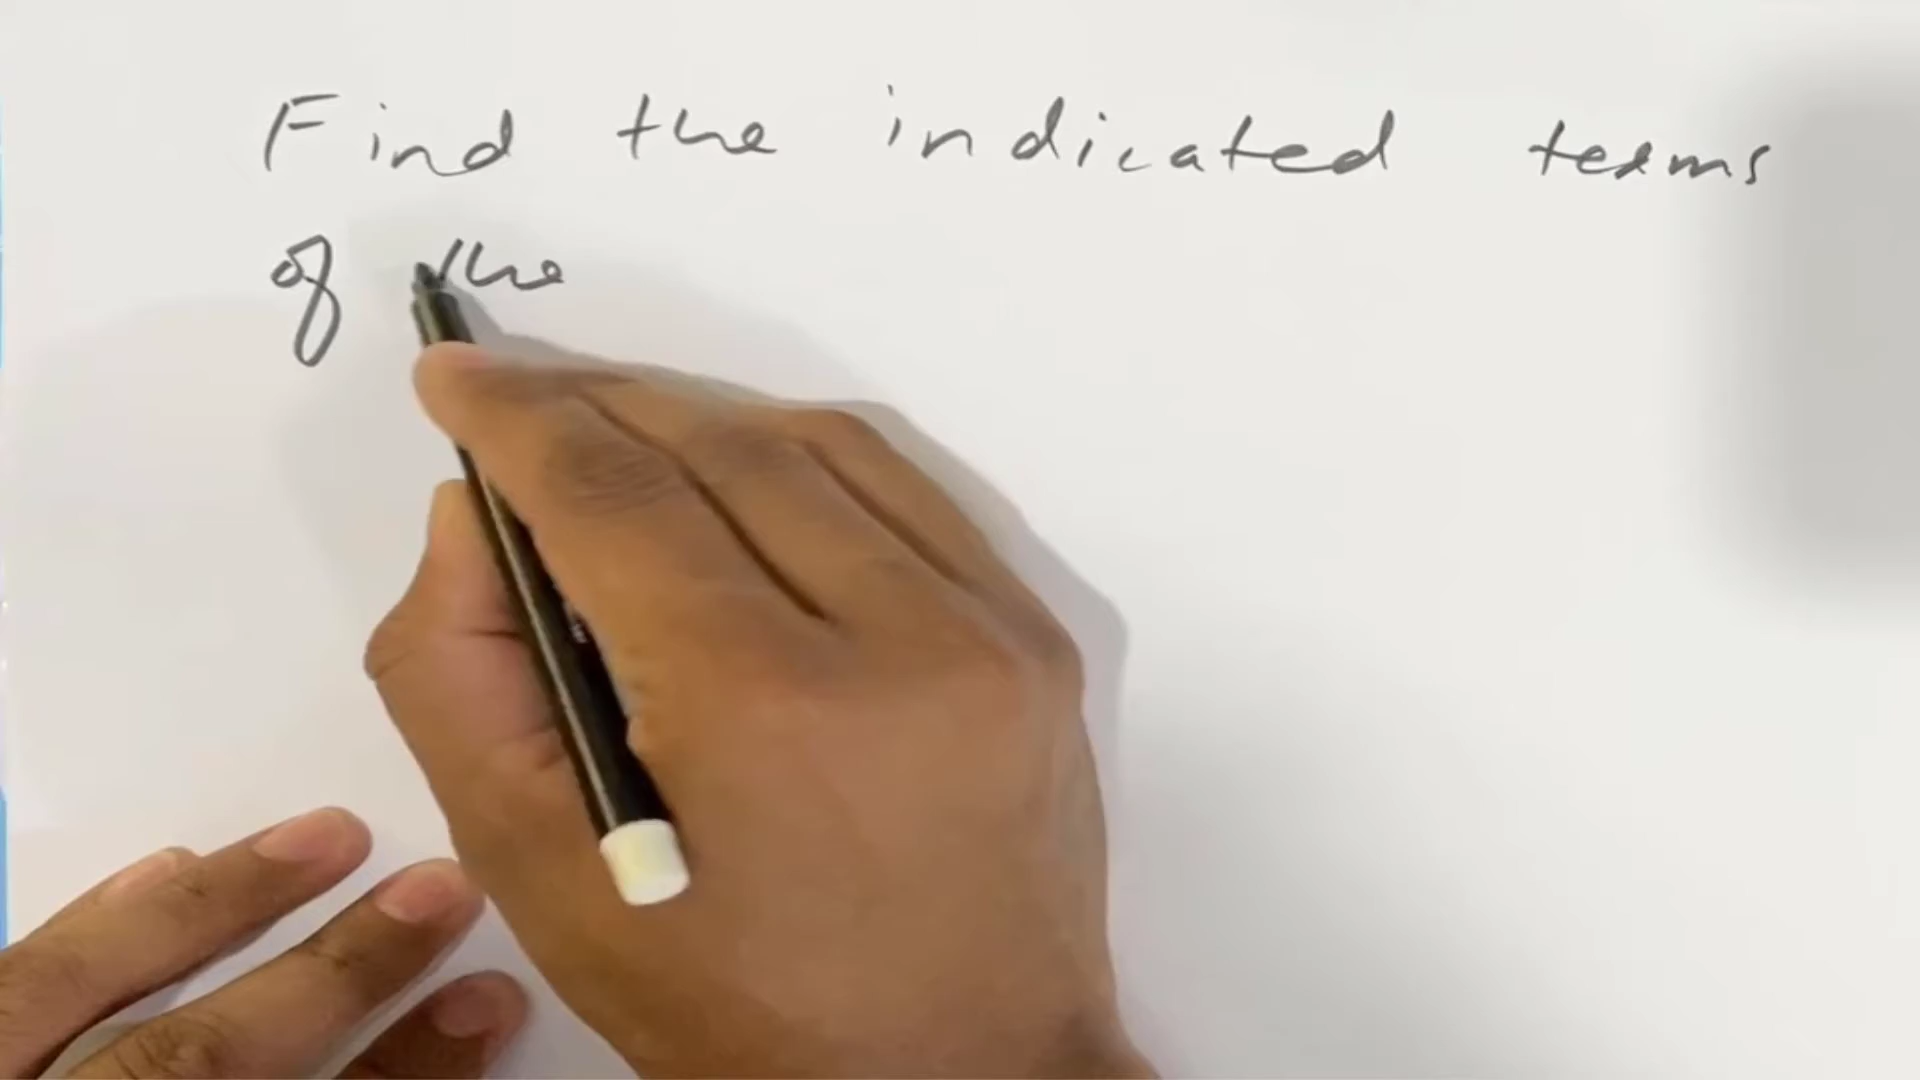 Find the indicated terms
of the